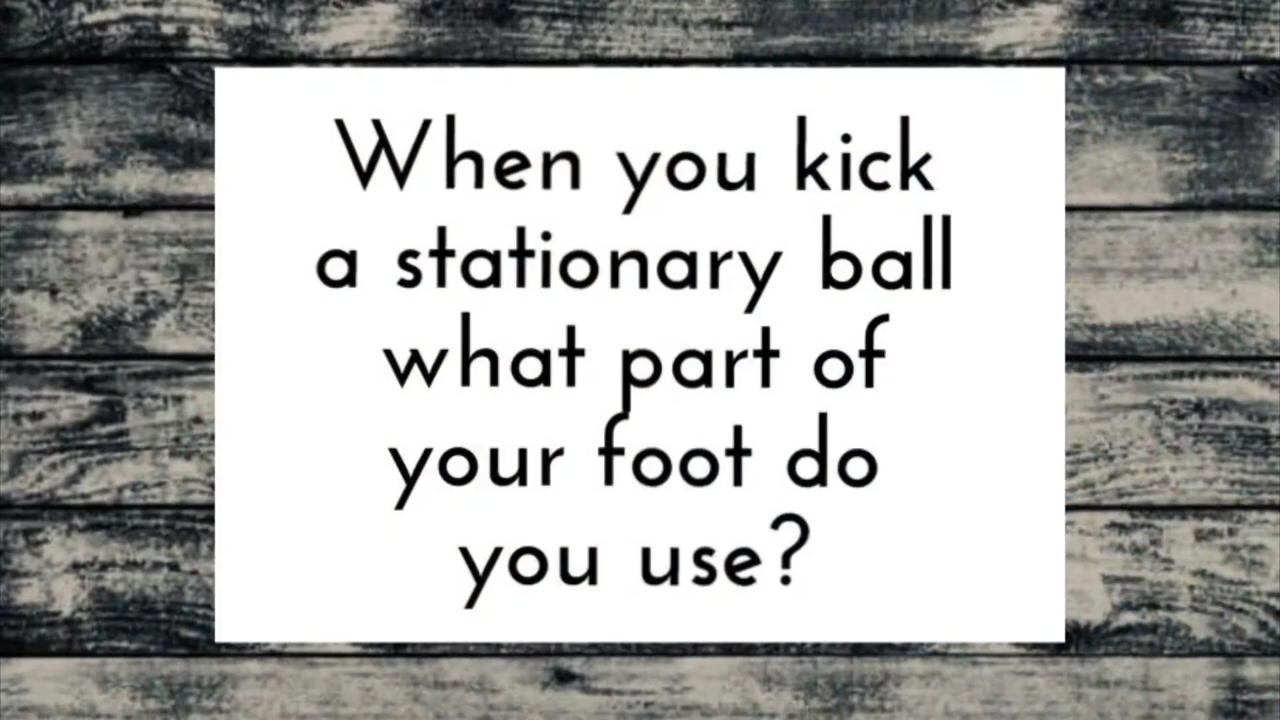 When you kick
a stationary ball
what part of
your foot do
you use?